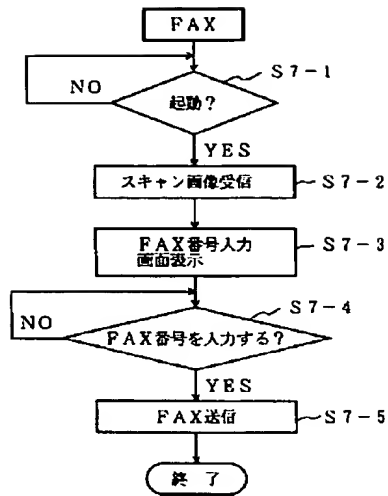 FAX
S7-1
NO
起動?
YES
スキャン画像受信
S7-2
FAX番号入力
画面表示
S7-3
S7-4
NO
FAX番号を入力する?
YES
FAX送信
S7-5
終了